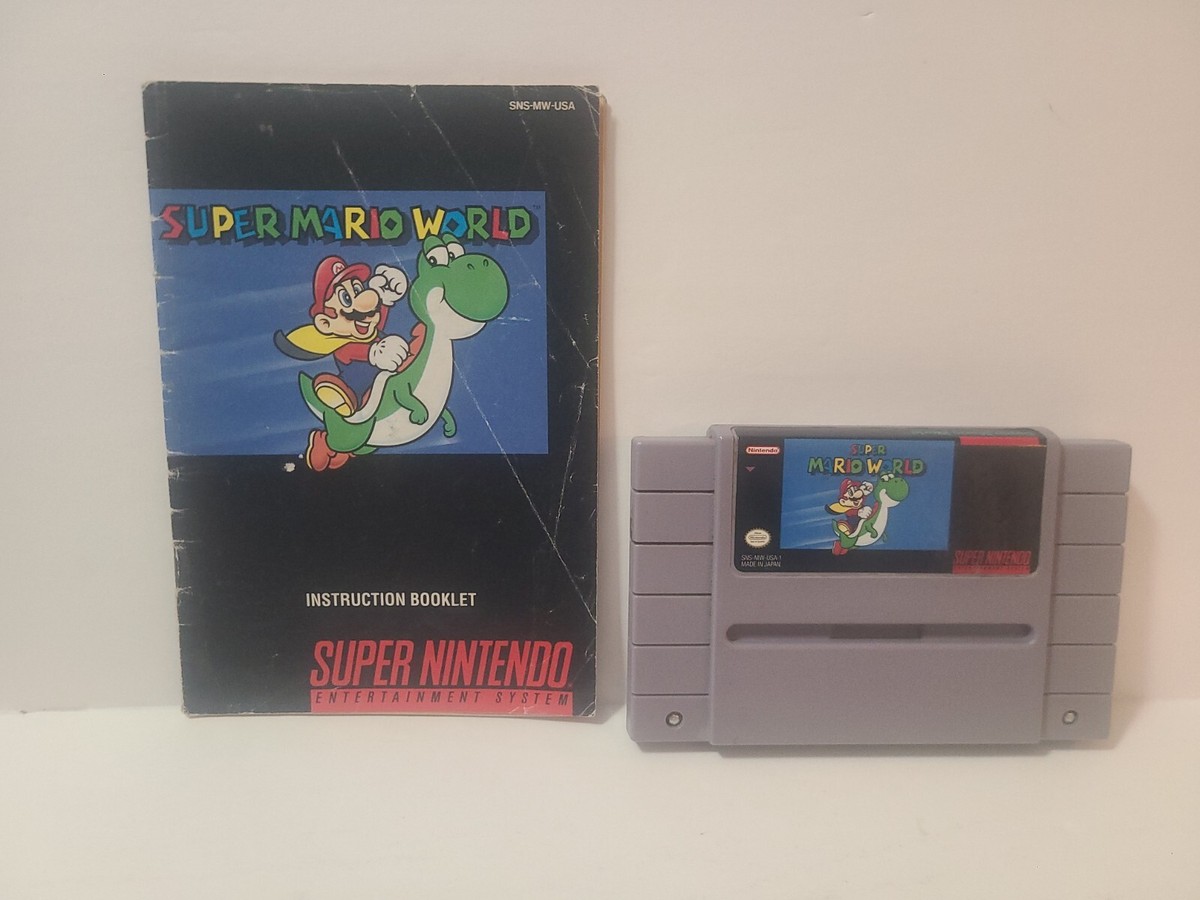 SNS-MW-USA
SUPER MARIO WORLD™
INSTRUCTION BOOKLET
SUPER NINTENDO
ENTERTAINMENT SYSTEM
Nintendo
SUPER
MARIO WORLD
SNS-MW-USA-1
MADE IN JAPAN
SUPER NINTENDO